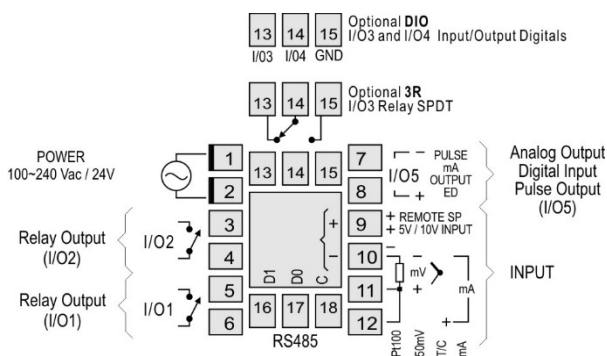 13 14 15
I/O3 I/O4 GND
Optional DIO
I/O3 and I/O4 Input/Output Digitals
13 14 15
Optional 3R
I/O3 Relay SPDT
POWER
100~240 Vac / 24V
1
2
3
4
5
6
13 14 15
7
8
9
10
11
12
16 17 18
D1 D0 C
+
−
RS485
I/O2
I/O1
Relay Output
(I/O2)
Relay Output
(I/O1)
I/O5
−
+
PULSE
mA
OUTPUT
ED
Analog Output
Digital Input
Pulse Output
(I/O5)
+ REMOTE SP
+ 5V / 10V INPUT
−
− −
mV
+ +
mA
+
INPUT
Pt100
50mV
T/C
mA